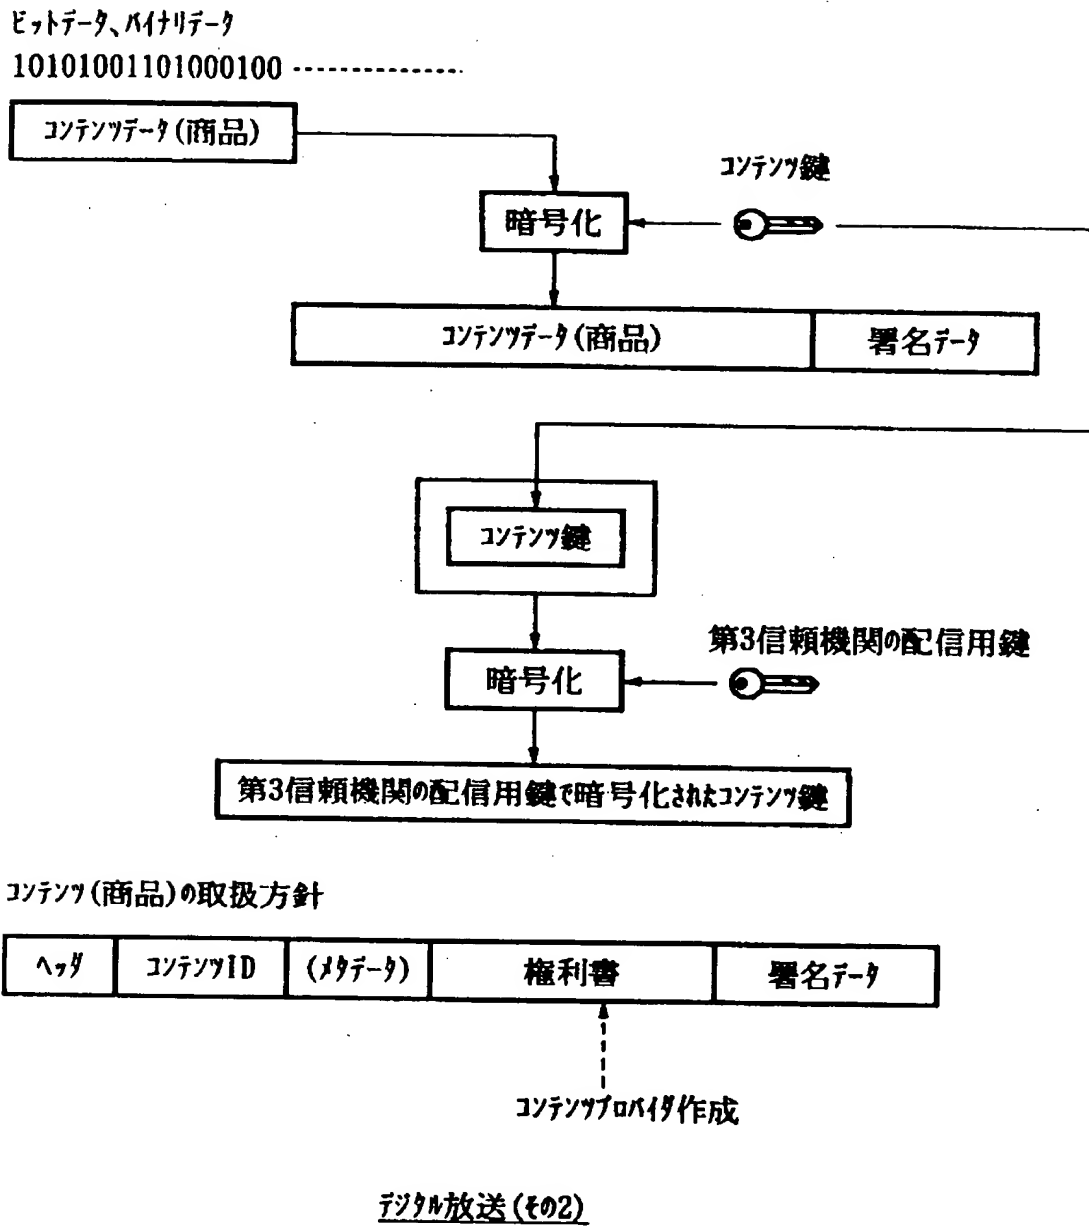 ビットデータ、バイナリデータ
10101001101000100 --------------
コンテンツデータ(商品)
コンテンツ鍵
暗号化
コンテンツデータ(商品) 署名データ
コンテンツ鍵
第3信頼機関の配信用鍵
暗号化
第3信頼機関の配信用鍵で暗号化されたコンテンツ鍵
コンテンツ(商品)の取扱方針
ヘッダ コンテンツID (メタデータ) 権利書 署名データ
コンテンツプロバイダ作成
デジタル放送(その2)